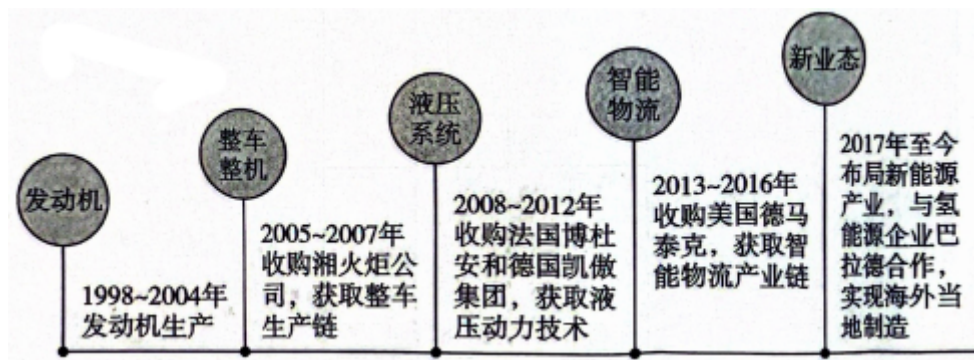 发动机
1998~2004年
发动机生产
整车
整机
2005~2007年
收购湘火炬公
司，获取整车
生产链
液压
系统
2008~2012年
收购法国博杜
安和德国凯傲
集团，获取液
压动力技术
智能
物流
2013~2016年
收购美国德马
泰克，获取智
能物流产业链
新业态
2017年至今
布局新能源
产业，与氢
能源企业巴
拉德合作，
实现海外当
地制造